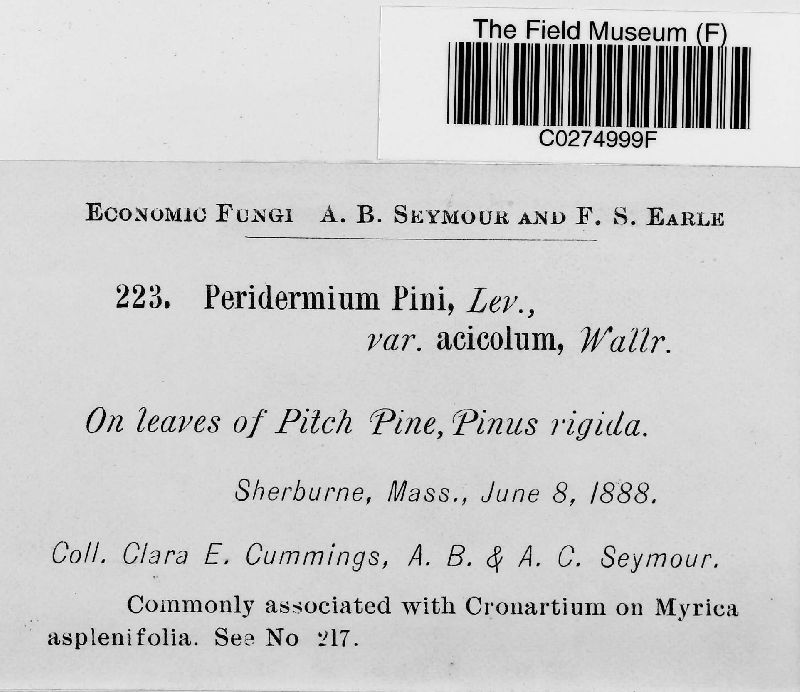 The Field Museum (F)
C0274999F
Economic Fungi A. B. Seymour and F. S. Earle
223. Peridermium Pini, Lev.,
var. acicolum, Wallr.
On leaves of Pitch Pine, Pinus rigida.
Sherburne, Mass., June 8, 1888.
Coll. Clara E. Cummings, A. B. & A. C. Seymour.
Commonly associated with Cronartium on Myrica
asplenifolia. See No 217.